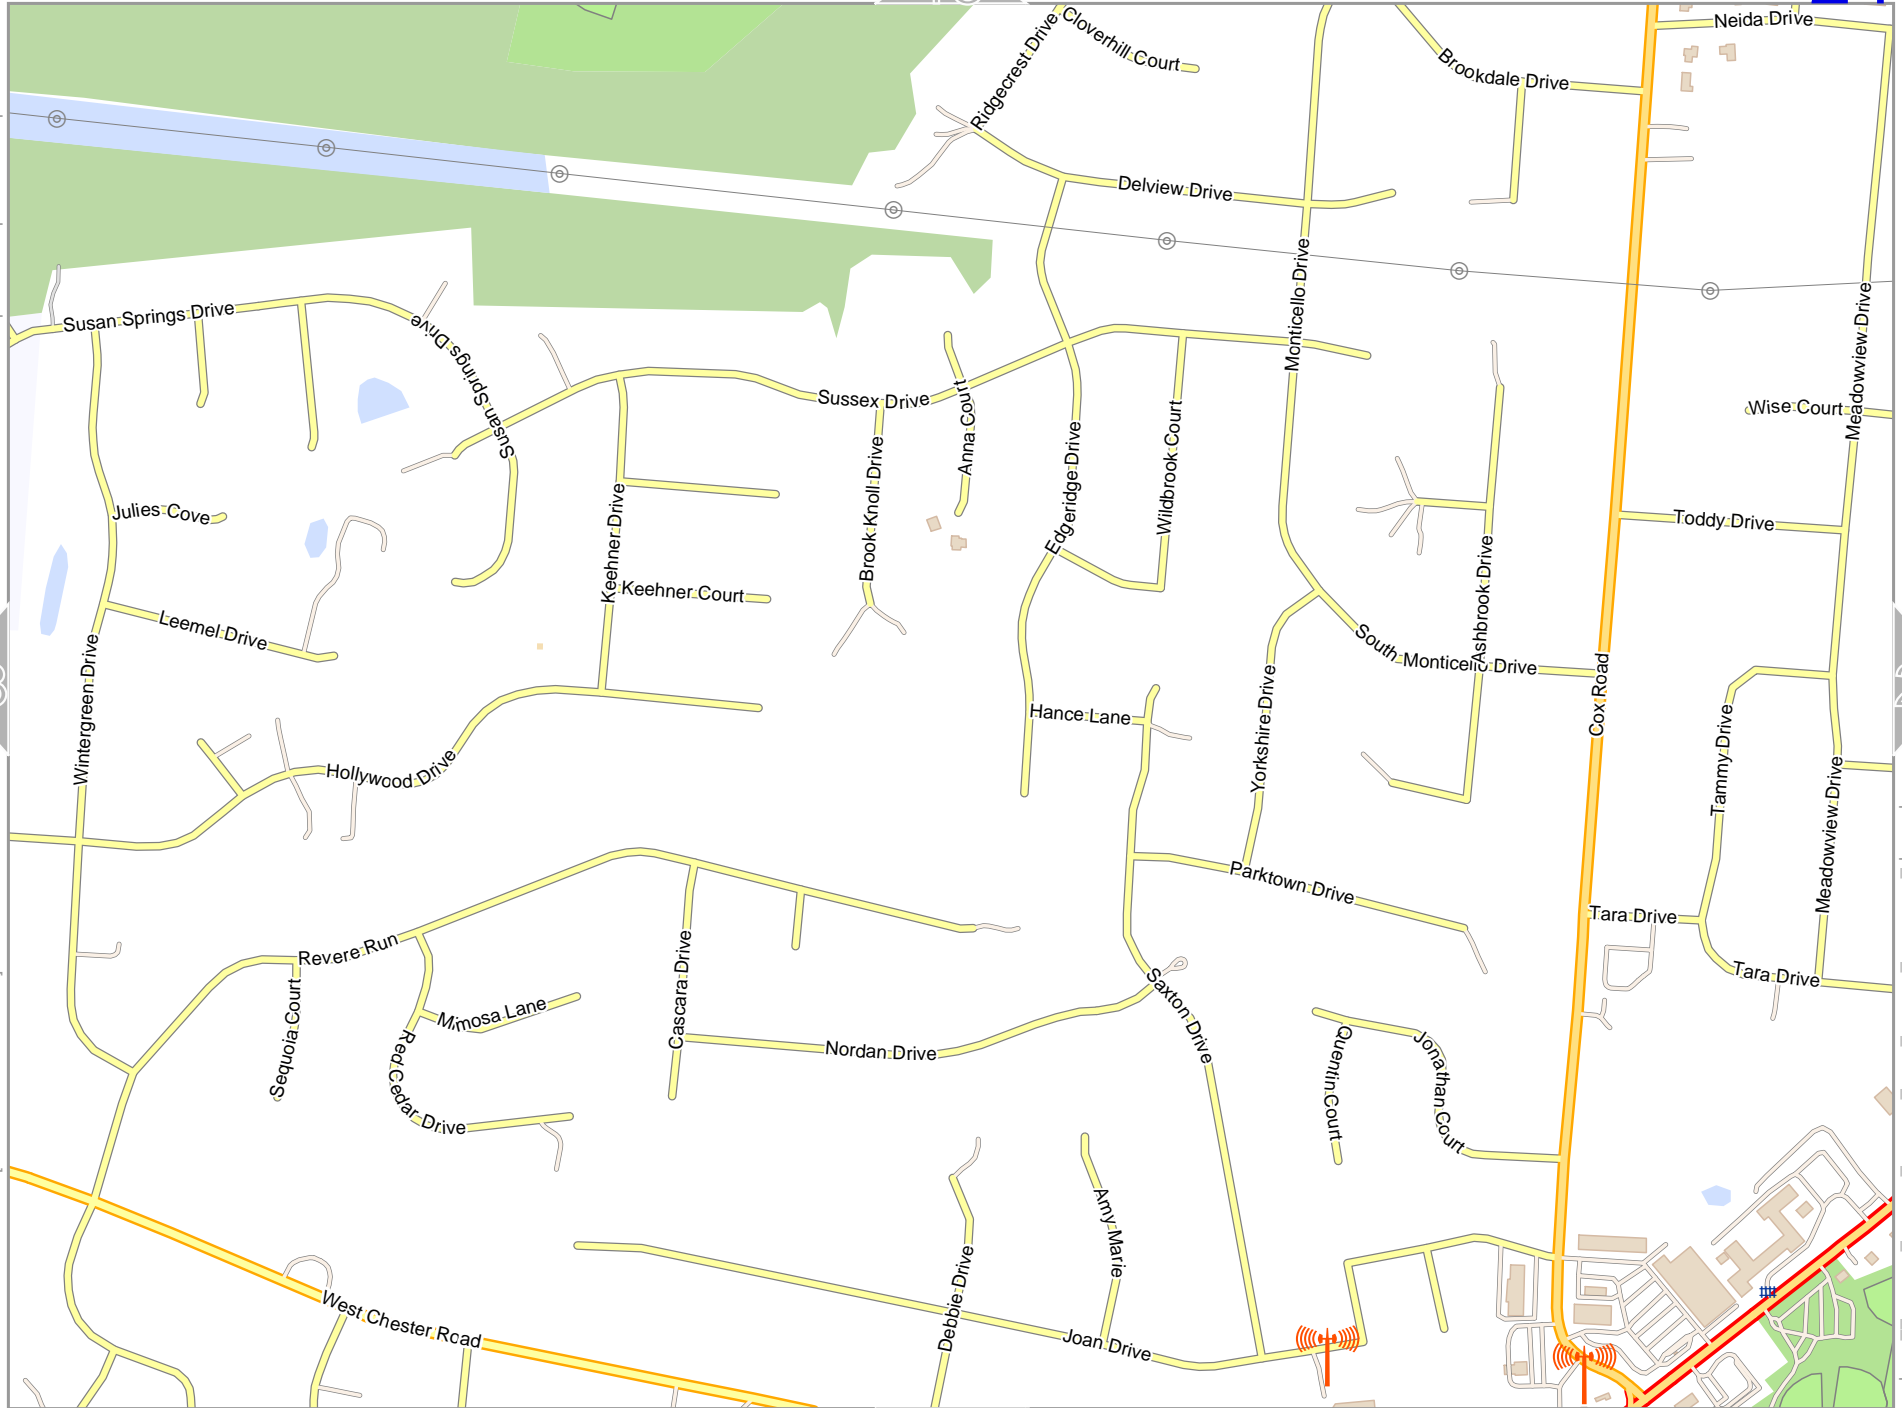 Neida Drive
Cloverhill Court
Ridgecrest Drive
Brookdale Drive
Delview Drive
Monticello Drive
Susan Springs Drive
Susan Springs Drive
Meadowview Drive
Sussex Drive
Anna Court
Wise Court
Wildbrook Court
Edgeridge Drive
Brook Knoll Drive
Julies Cove
Toddy Drive
Keehner Drive
Keehner Court
Ashbrook Drive
Leemel Drive
South Monticello Drive
Wintergreen Drive
Cox Road
Hance Lane
Yorkshire Drive
Tammy Drive
Hollywood Drive
Meadowview Drive
Parktown Drive
Tara Drive
Revere Run
Cascara Drive
Tara Drive
Saxton Drive
Sequoia Court
Mimosa Lane
Red Cedar Drive
Nordan Drive
Quentin Court
Jonathan Court
Amy Marie
Debbie Drive
West Chester Road
Joan Drive